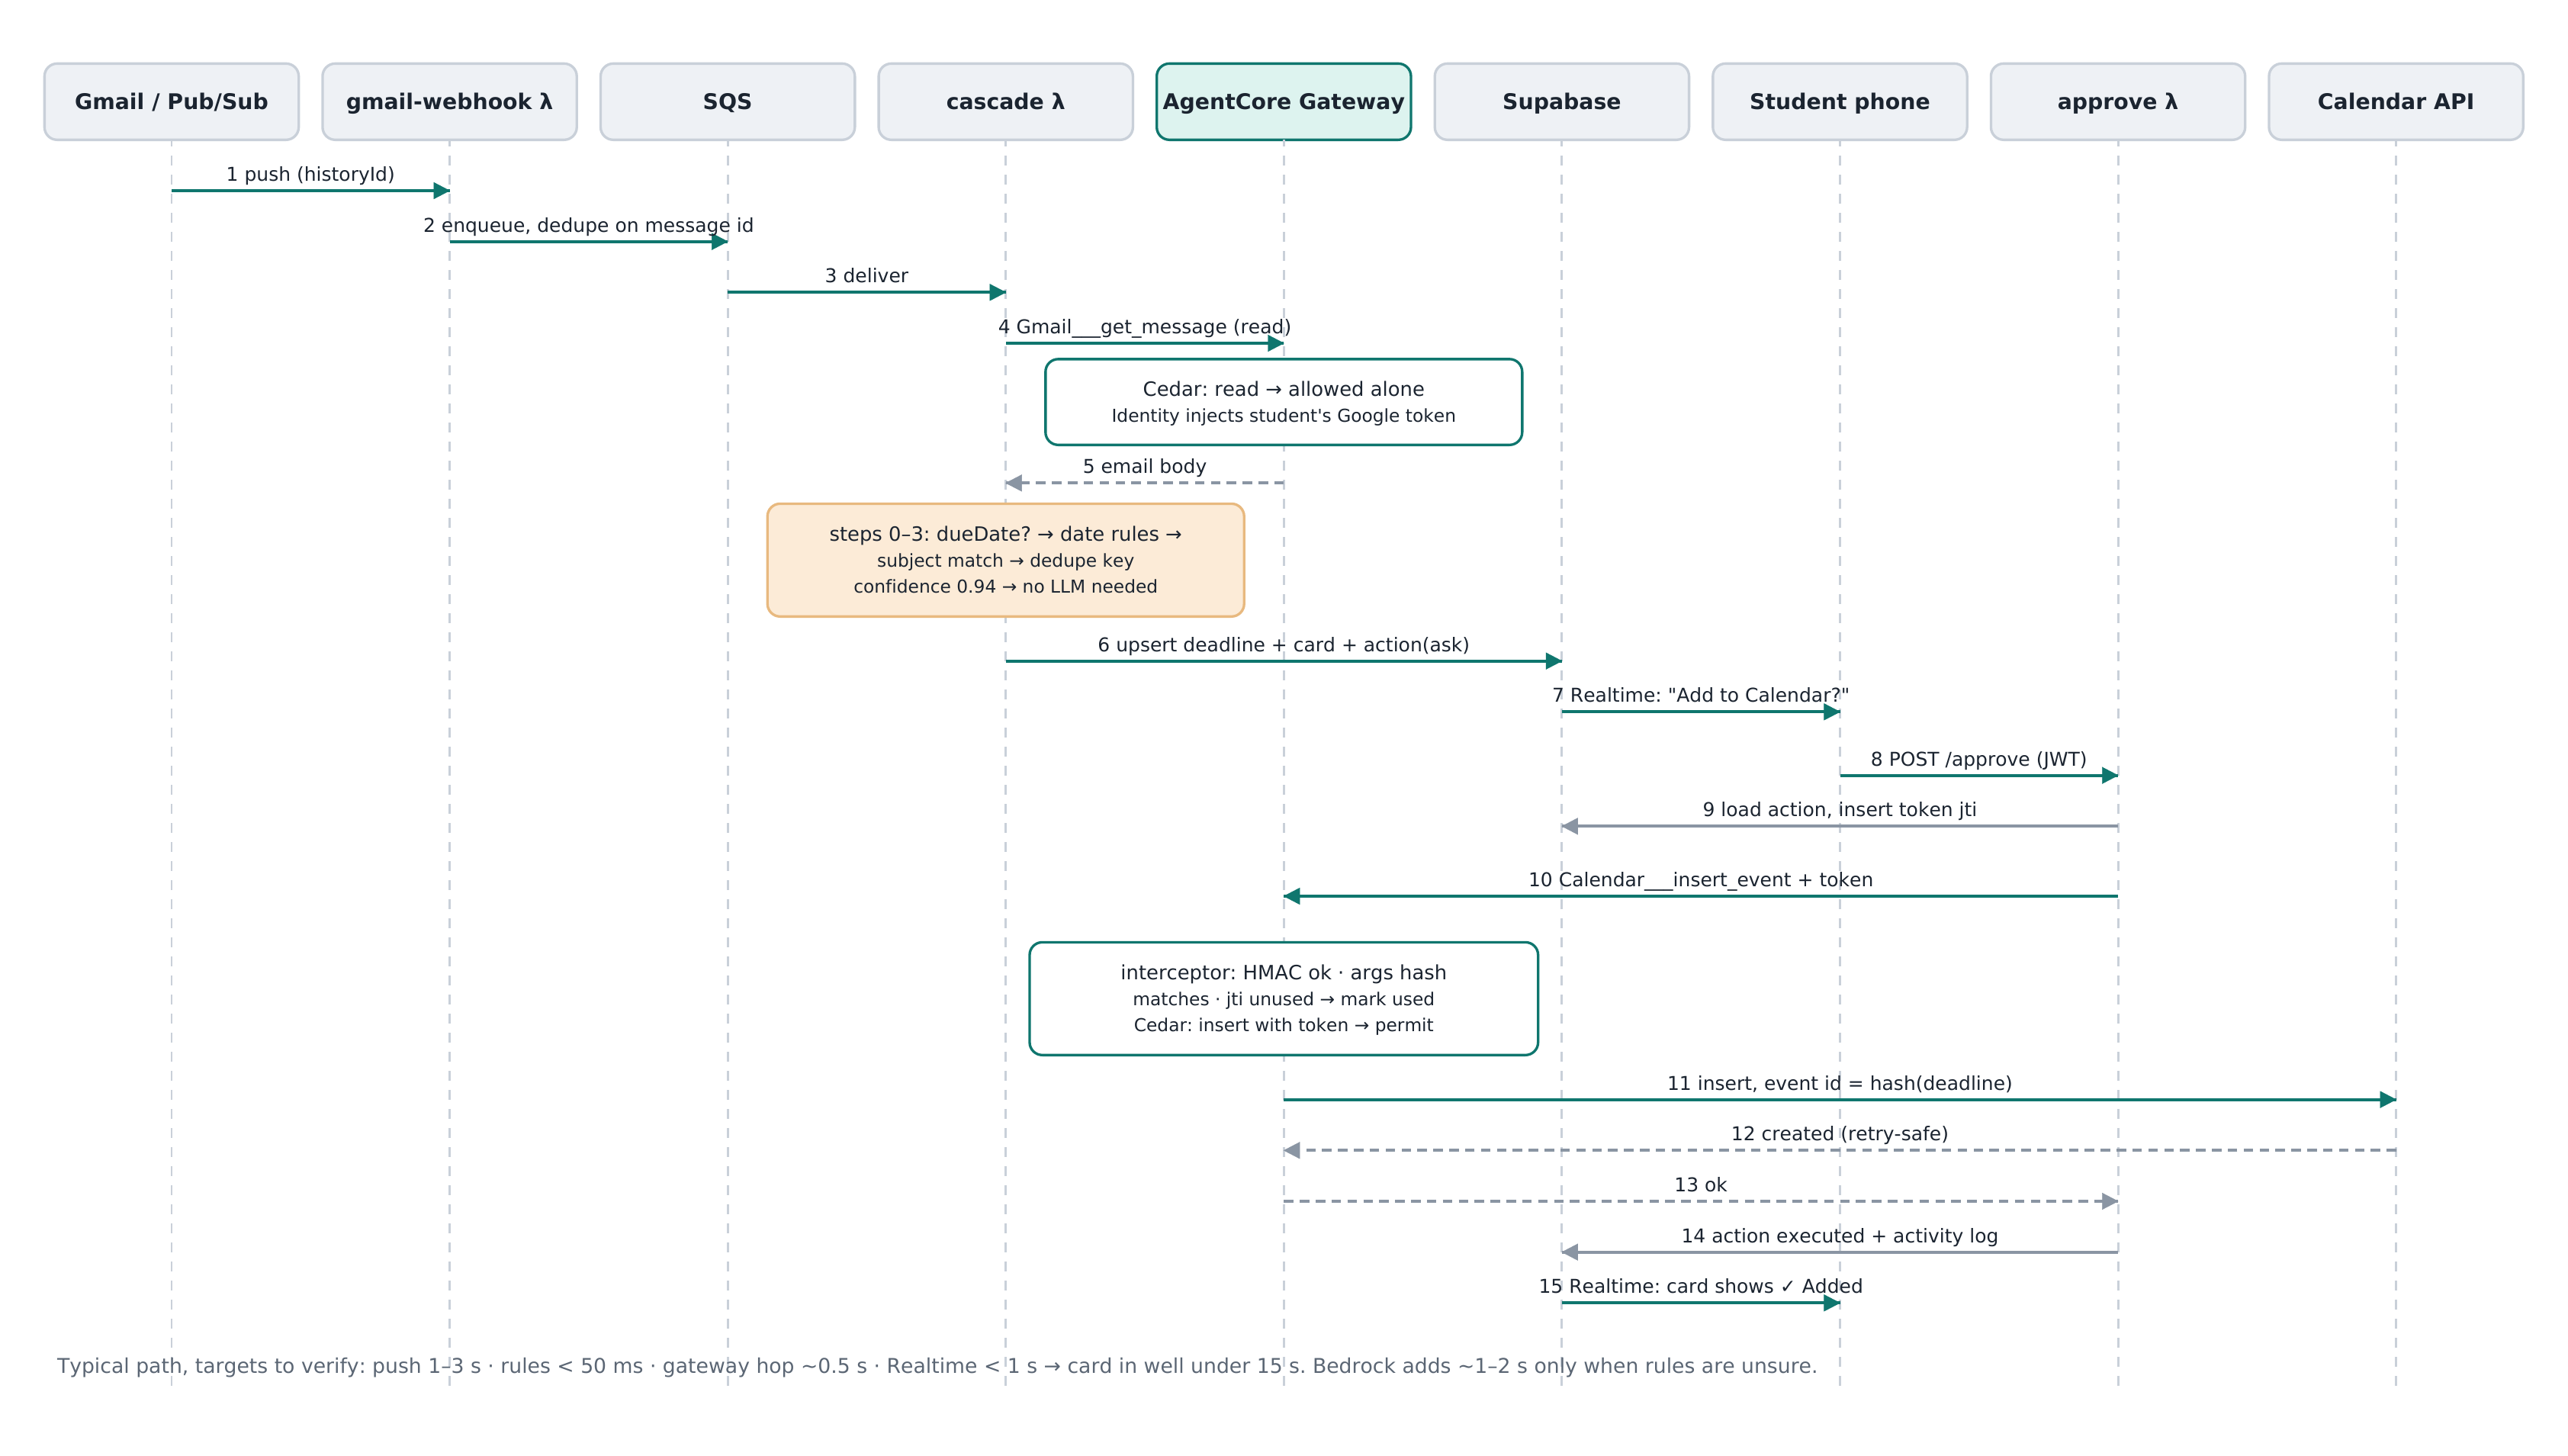 Gmail / Pub/Sub
gmail-webhook λ
SQS
cascade λ
AgentCore Gateway
Supabase
Student phone
approve λ
Calendar API
1 push (historyId)
2 enqueue, dedupe on message id
3 deliver
4 Gmail___get_message (read)
Cedar: read → allowed alone
Identity injects student's Google token
5 email body
steps 0–3: dueDate? → date rules →
subject match → dedupe key
confidence 0.94 → no LLM needed
6 upsert deadline + card + action(ask)
7 Realtime: "Add to Calendar?"
8 POST /approve (JWT)
9 load action, insert token jti
10 Calendar___insert_event + token
interceptor: HMAC ok · args hash
matches · jti unused → mark used
Cedar: insert with token → permit
11 insert, event id = hash(deadline)
12 created (retry-safe)
13 ok
14 action executed + activity log
15 Realtime: card shows ✓ Added
Typical path, targets to verify: push 1–3 s · rules < 50 ms · gateway hop ~0.5 s · Realtime < 1 s → card in well under 15 s. Bedrock adds ~1–2 s only when rules are unsure.